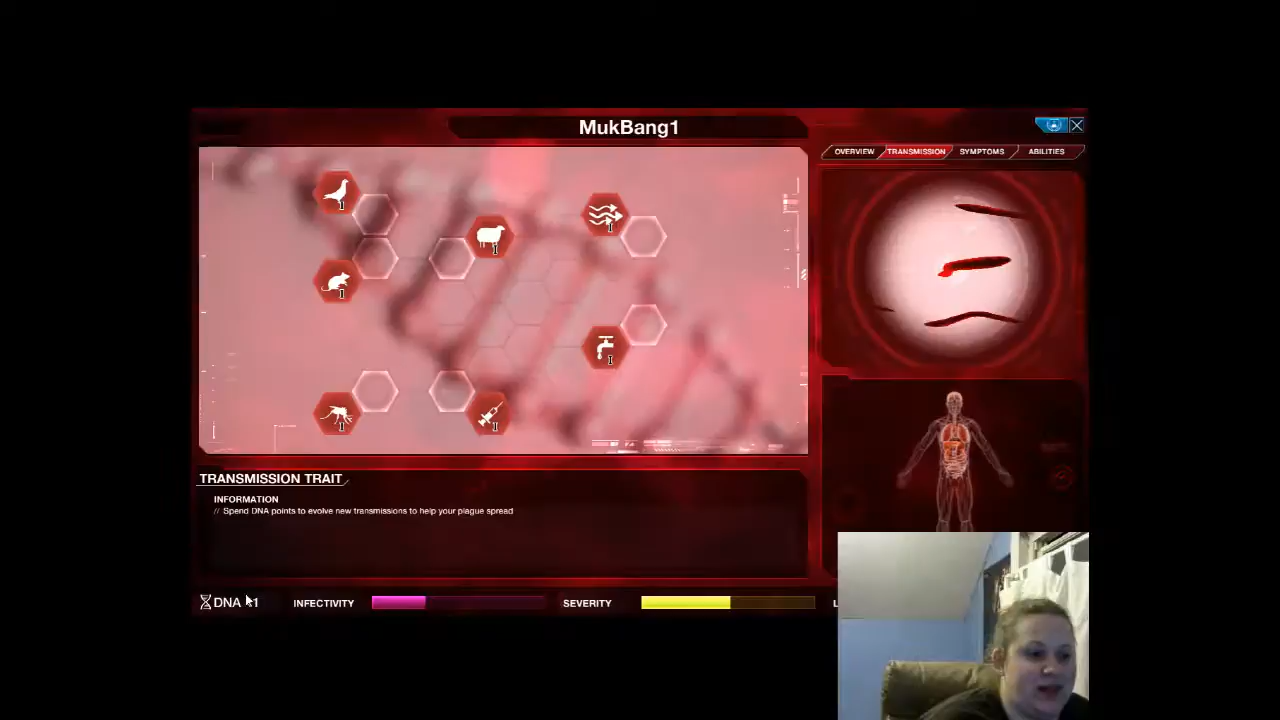 MukBang1
OVERVIEW TRANSMISSION SYMPTOMS ABILITIES
I
I
I
I
I
I
I
TRANSMISSION TRAIT
INFORMATION
// Spend DNA points to evolve new transmissions to help your plague spread
DNA
INFECTIVITY
SEVERITY
L